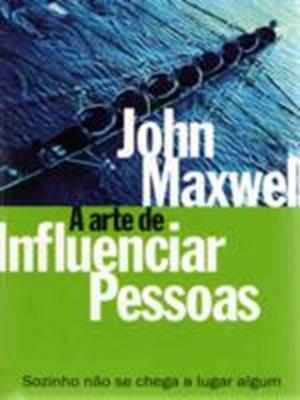 John
Maxwell
A arte de
Influenciar
Pessoas
Sozinho não se chega a lugar algum